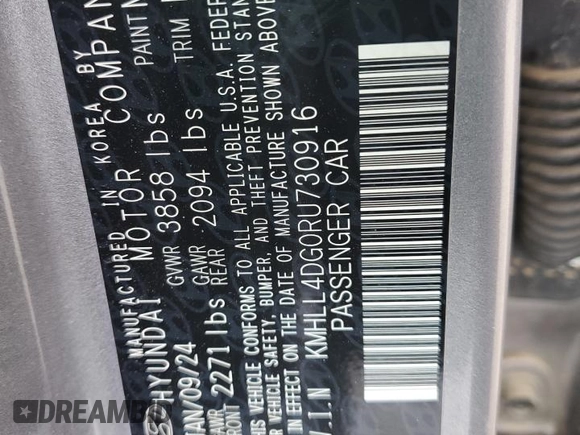 MANUFACTURED IN KOREA BY
HYUNDAI MOTOR COMPAN
/09/24 GVWR 3858 lbs PAINT
2271 lbs GAWR REAR 2094 lbs TRIM
THIS VEHICLE CONFORMS TO ALL APPLICABLE U.S.A. FEDER
VEHICLE SAFETY, BUMPER, AND THEFT PREVENTION STAN
IN EFFECT ON THE DATE OF MANUFACTURE SHOWN ABOVE
V.I.N KMHLL4DG0RU730916
PASSENGER CAR
DREAMBID